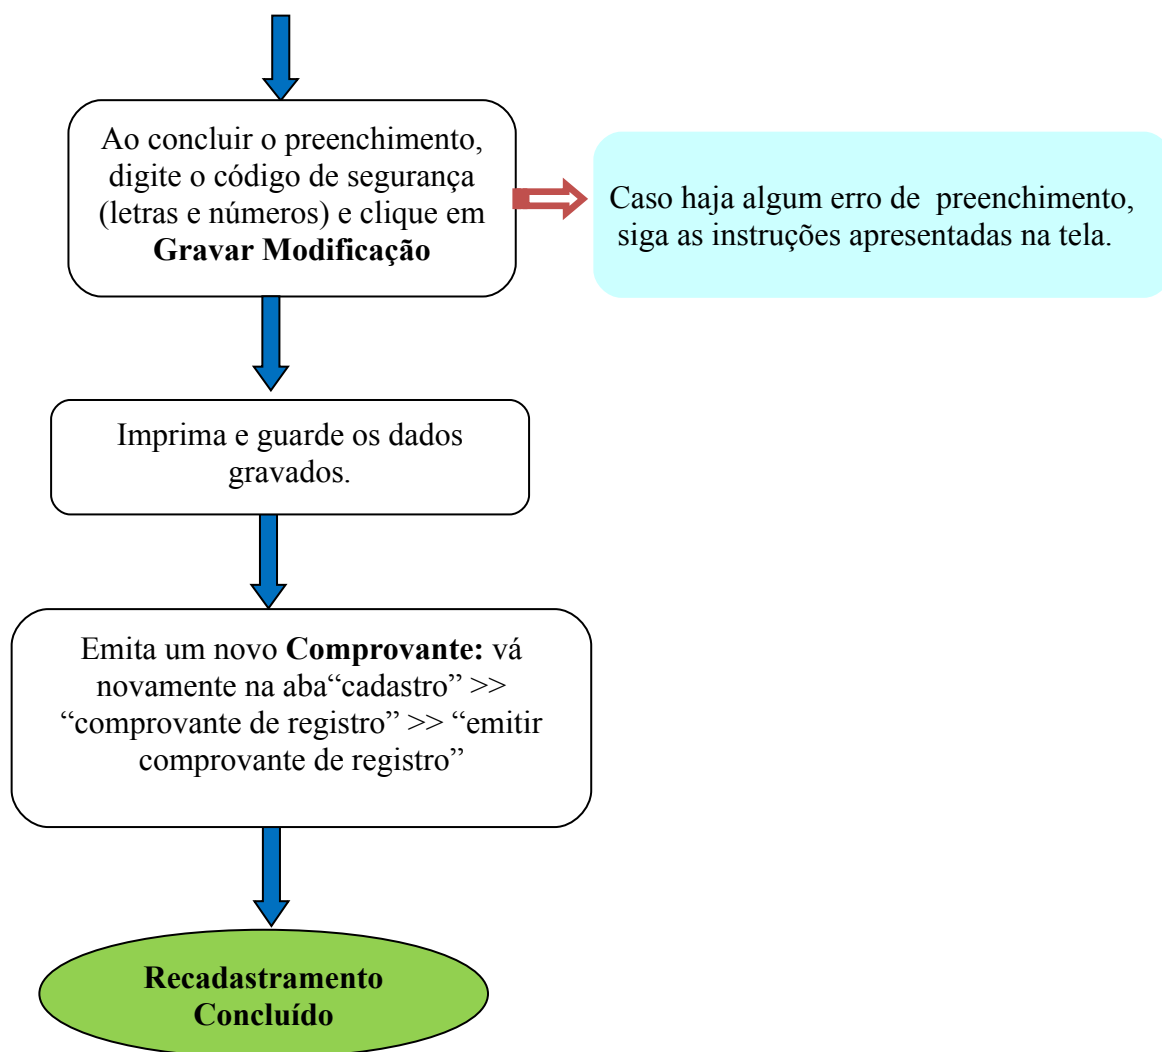 Ao concluir o preenchimento,
digite o código de segurança
(letras e números) e clique em
Gravar Modificação
Caso haja algum erro de preenchimento,
siga as instruções apresentadas na tela.
Imprima e guarde os dados
gravados.
Emita um novo Comprovante: vá
novamente na aba“cadastro” >>
“comprovante de registro” >> “emitir
comprovante de registro”
Recadastramento
Concluído